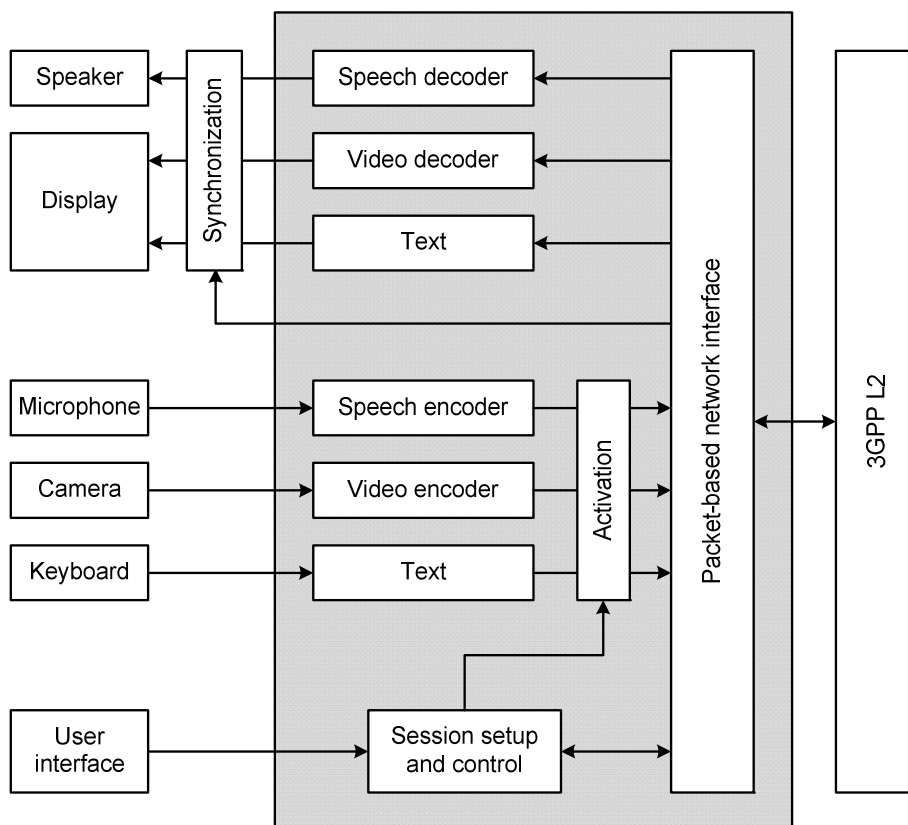 Speaker
Synchronization
Speech decoder
Video decoder
Display
Text
Packet-based network interface
3GPP L2
Microphone
Speech encoder
Activation
Camera
Video encoder
Keyboard
Text
User
interface
Session setup
and control